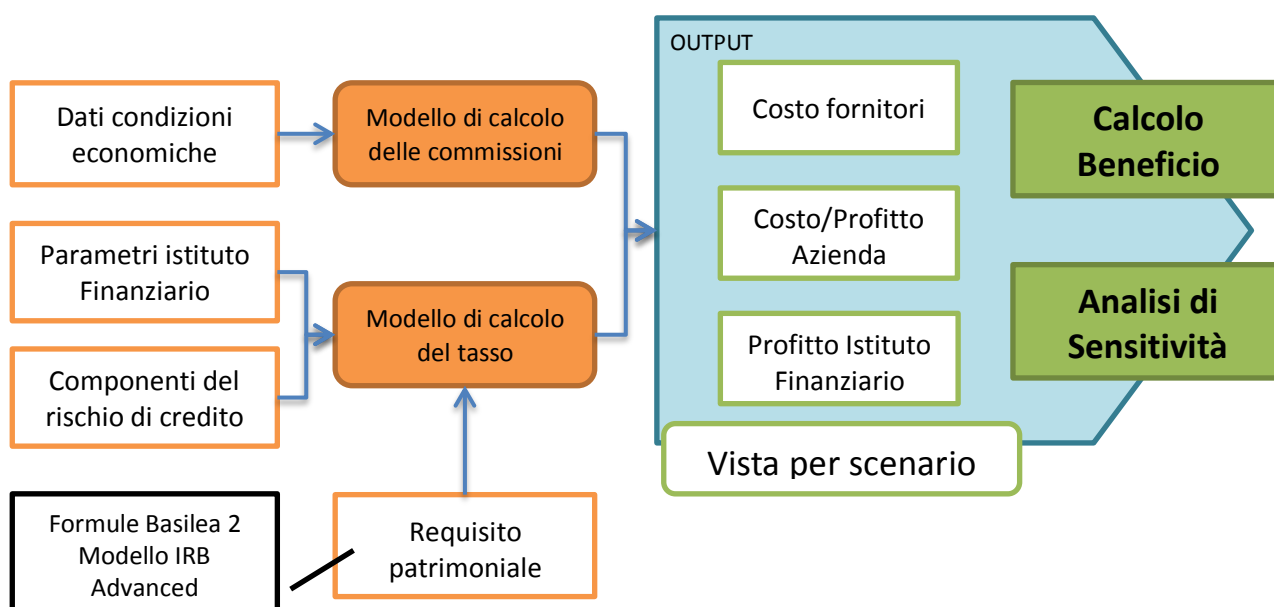 Dati condizioni
economiche
Modello di calcolo
delle commissioni
Parametri istituto
Finanziario
Componenti del
rischio di credito
Modello di calcolo
del tasso
Formule Basilea 2
Modello IRB
Advanced
Requisito
patrimoniale
OUTPUT
Costo fornitori
Costo/Profitto
Azienda
Profitto Istituto
Finanziario
Vista per scenario
Calcolo
Beneficio
Analisi di
Sensitività